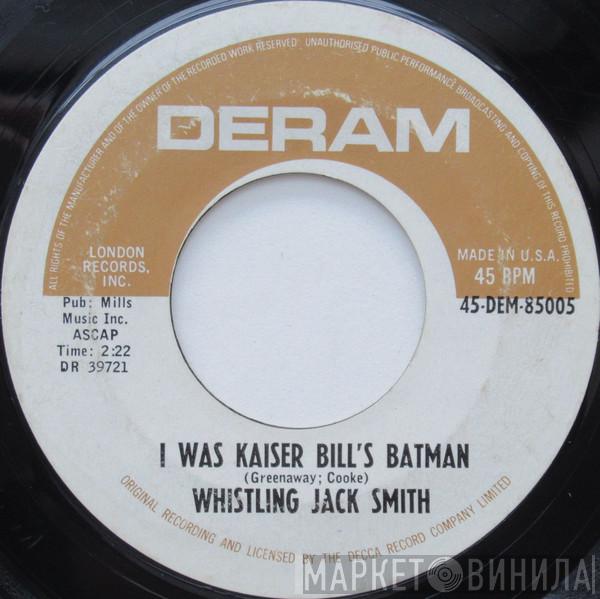 ALL RIGHTS OF THE MANUFACTURER AND OF THE OWNER OF THE RECORDED WORK RESERVED. UNAUTHORISED PUBLIC PERFORMANCE BROADCASTING AND COPYING OF THIS RECORD PROHIBITED
DERAM
LONDON
RECORDS,
INC.
MADE IN U.S.A.
45 RPM
Pub: Mills
Music Inc.
ASCAP
Time: 2:22
DR 39721
45-DEM-85005
I WAS KAISER BILL'S BATMAN
(Greenaway; Cooke)
WHISTLING JACK SMITH
ORIGINAL RECORDING AND LICENSED BY THE DECCA RECORD COMPANY LIMITED
МАРКЕТ ВИНИЛА